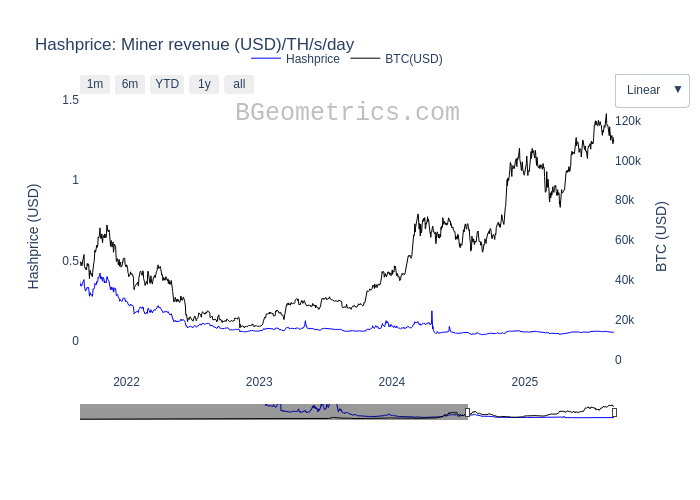 Hashprice: Miner revenue (USD)/TH/s/day
Hashprice BTC(USD)
1m 6m YTD 1y all
Linear ▼
BGeometrics.com
1.5
1
0.5
0
Hashprice (USD)
120k
100k
80k
60k
40k
20k
0
BTC (USD)
2022 2023 2024 2025